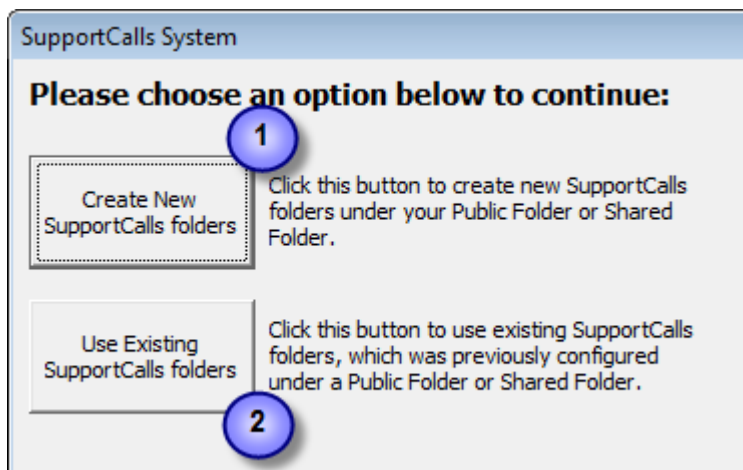 SupportCalls System
Please choose an option below to continue:
1
Create New
SupportCalls folders
Click this button to create new SupportCalls
folders under your Public Folder or Shared
Folder.
Use Existing
SupportCalls folders
Click this button to use existing SupportCalls
folders, which was previously configured
under a Public Folder or Shared Folder.
2